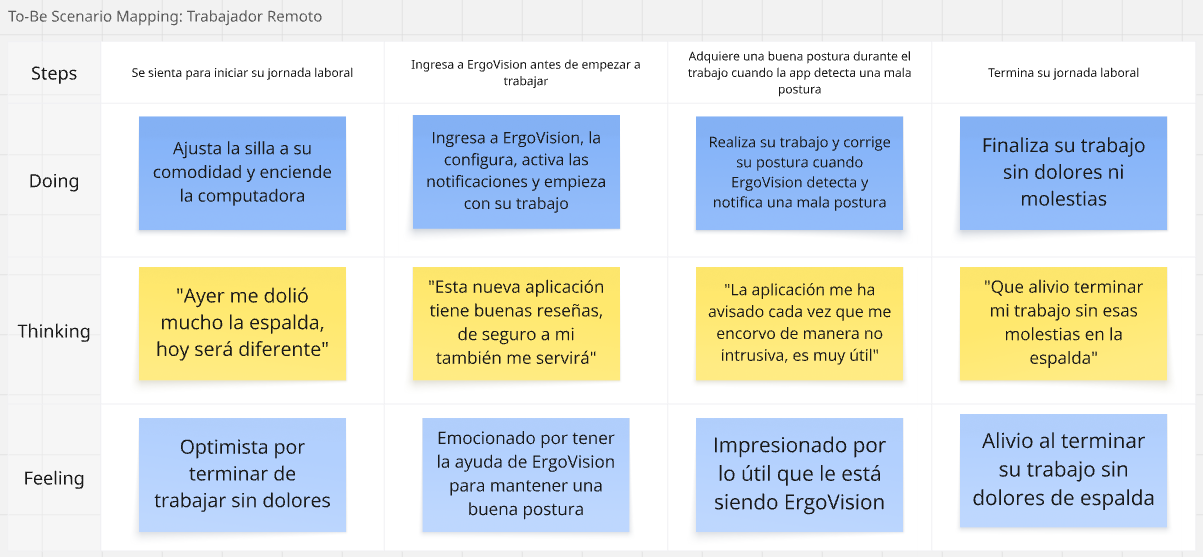 To-Be Scenario Mapping: Trabajador Remoto
Steps
Se sienta para iniciar su jornada laboral
Ingresa a ErgoVision antes de empezar a
trabajar
Adquiere una buena postura durante el
trabajo cuando la app detecta una mala
postura
Termina su jornada laboral
Doing
Ajusta la silla a su
comodidad y enciende
la computadora
Ingresa a ErgoVision, la
configura, activa las
notificaciones y empieza
con su trabajo
Realiza su trabajo y corrige
su postura cuando
ErgoVision detecta y
notifica una mala postura
Finaliza su trabajo
sin dolores ni
molestias
Thinking
"Ayer me dolió
mucho la espalda,
hoy será diferente"
"Esta nueva aplicación
tiene buenas reseñas,
de seguro a mi
también me servirá"
"La aplicación me ha
avisado cada vez que me
encorvo de manera no
intrusiva, es muy útil"
"Que alivio terminar
mi trabajo sin esas
molestias en la
espalda"
Feeling
Optimista por
terminar de
trabajar sin dolores
Emocionado por tener
la ayuda de ErgoVision
para mantener una
buena postura
Impresionado por
lo útil que le está
siendo ErgoVision
Alivio al terminar
su trabajo sin
dolores de espalda